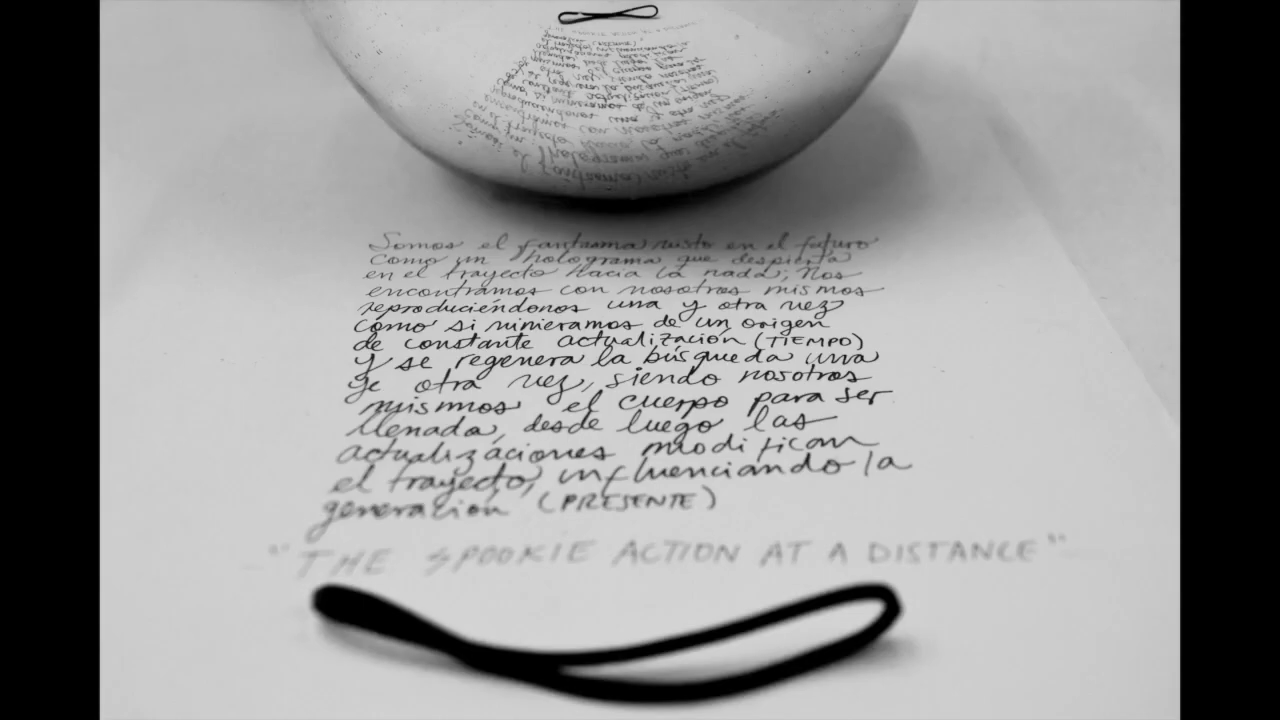 Somos el fantasma visto en el futuro
como un holograma que despierta
en el trayecto hacia la nada; Nos
encontramos con nosotros mismos
reproduciéndonos una y otra vez
como si viniéramos de un origen
de constante actualización (TIEMPO)
y se regenera la búsqueda una
y otra vez, siendo nosotros
mismos el cuerpo para ser
llenada, desde luego las
actualizaciones modifican
el trayecto, influenciando la
generación (PRESENTE)
"THE SPOOKIE ACTION AT A DISTANCE"